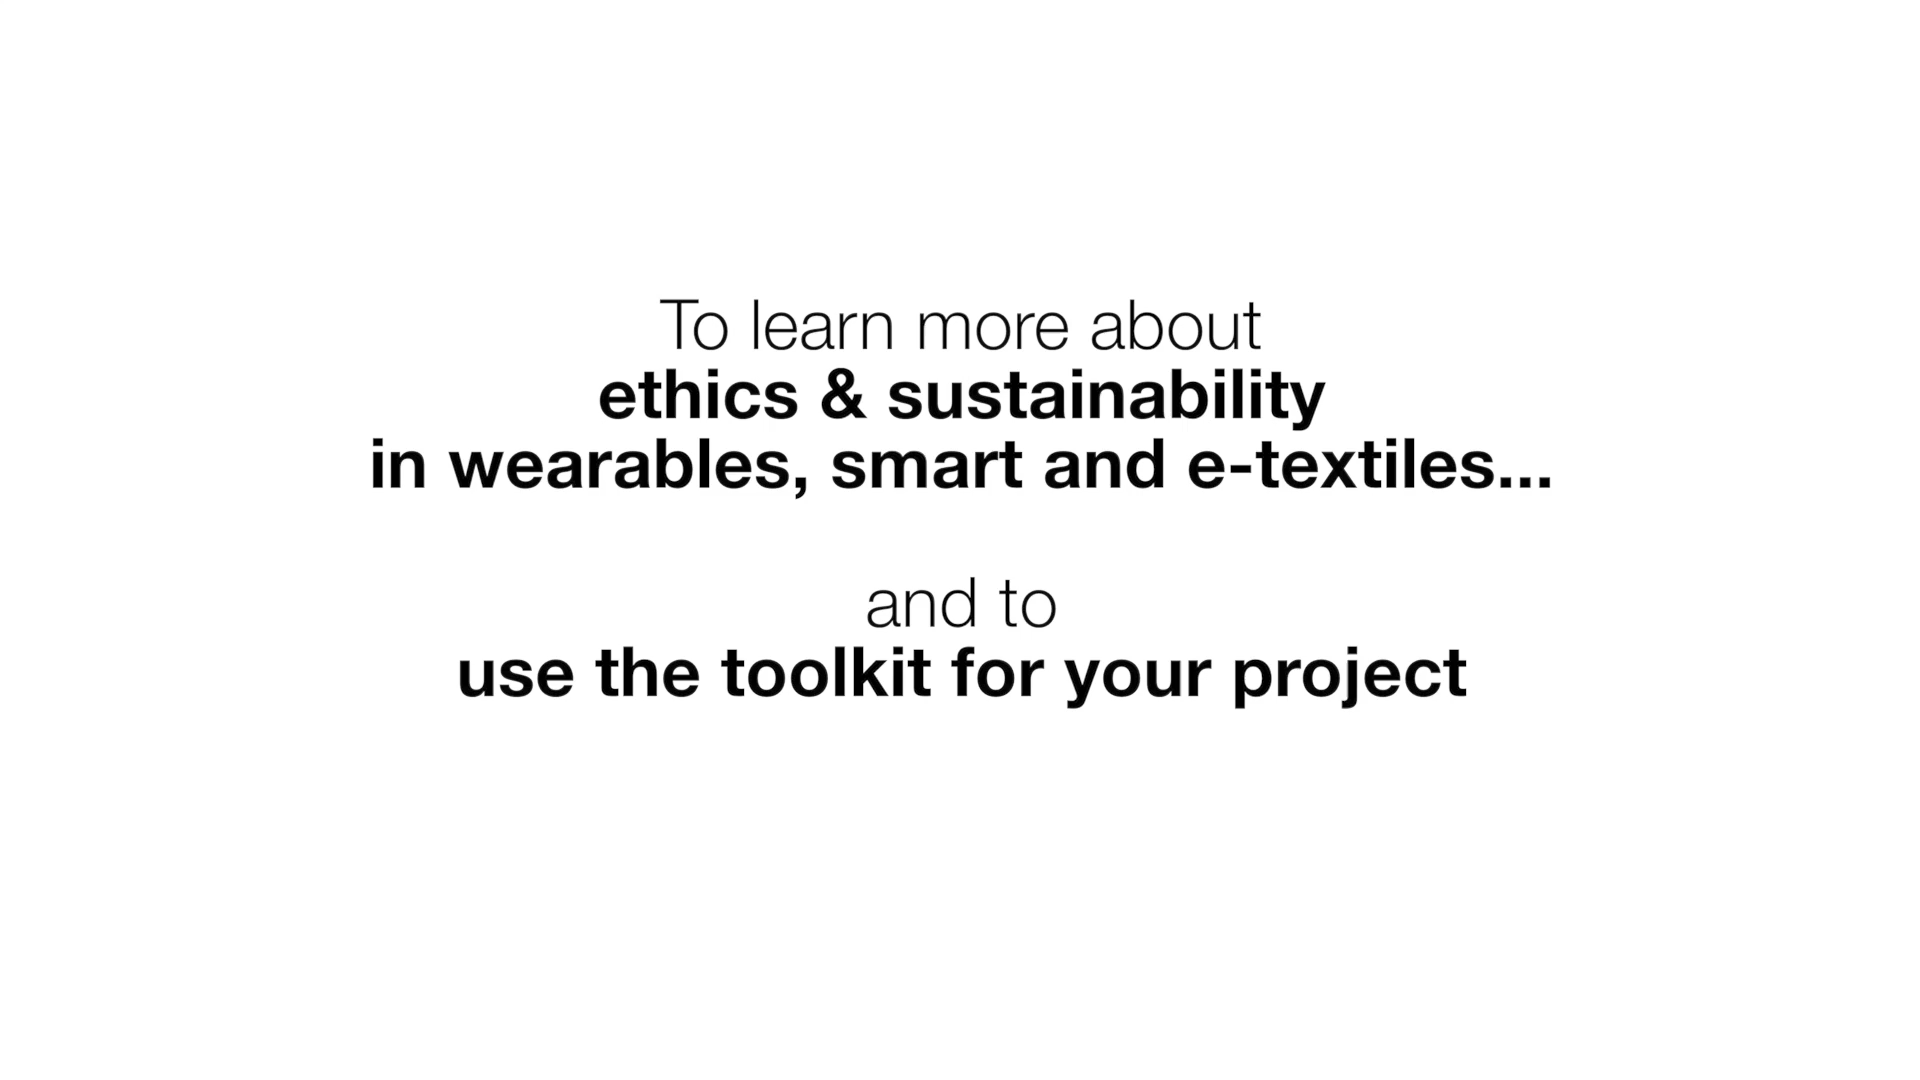 To learn more about
ethics & sustainability
in wearables, smart and e-textiles...
and to
use the toolkit for your project